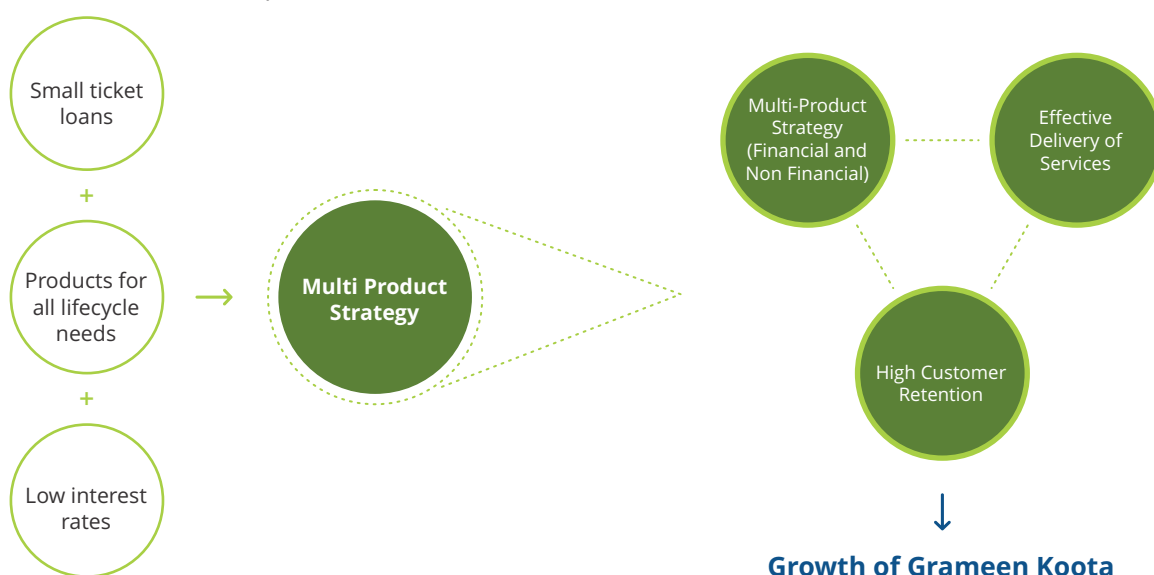 Small ticket
loans
+
Products for
all lifecycle
needs
+
Low interest
rates
Multi Product
Strategy
Multi-Product
Strategy
(Financial and
Non Financial)
Effective
Delivery of
Services
High Customer
Retention
Growth of Grameen Koota